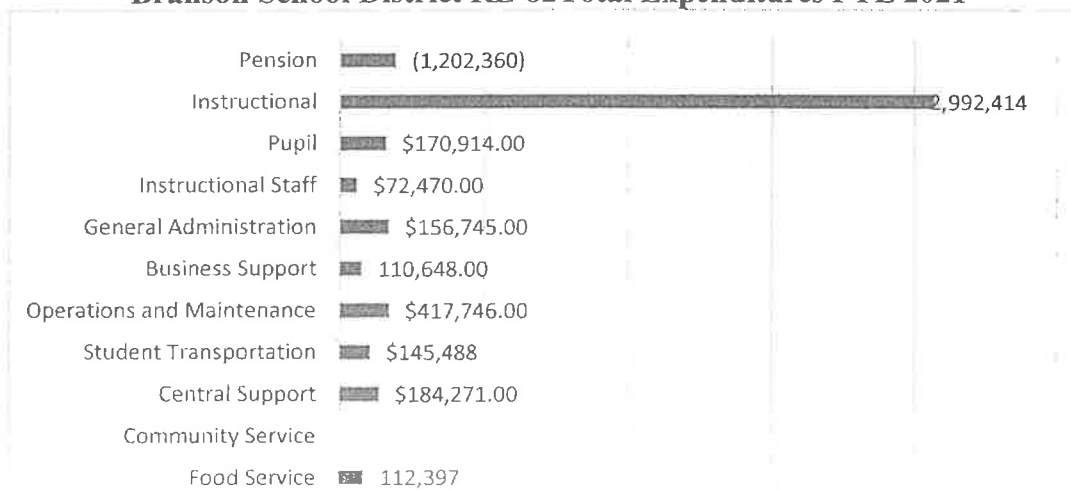 Branson School District RE-82 Total Expenditures FYE 2021
Pension (1,202,360)
Instructional 2,992,414
Pupil $170,914.00
Instructional Staff $72,470.00
General Administration $156,745.00
Business Support 110,648.00
Operations and Maintenance $417,746.00
Student Transportation $145,488
Central Support $184,271.00
Community Service
Food Service 112,397